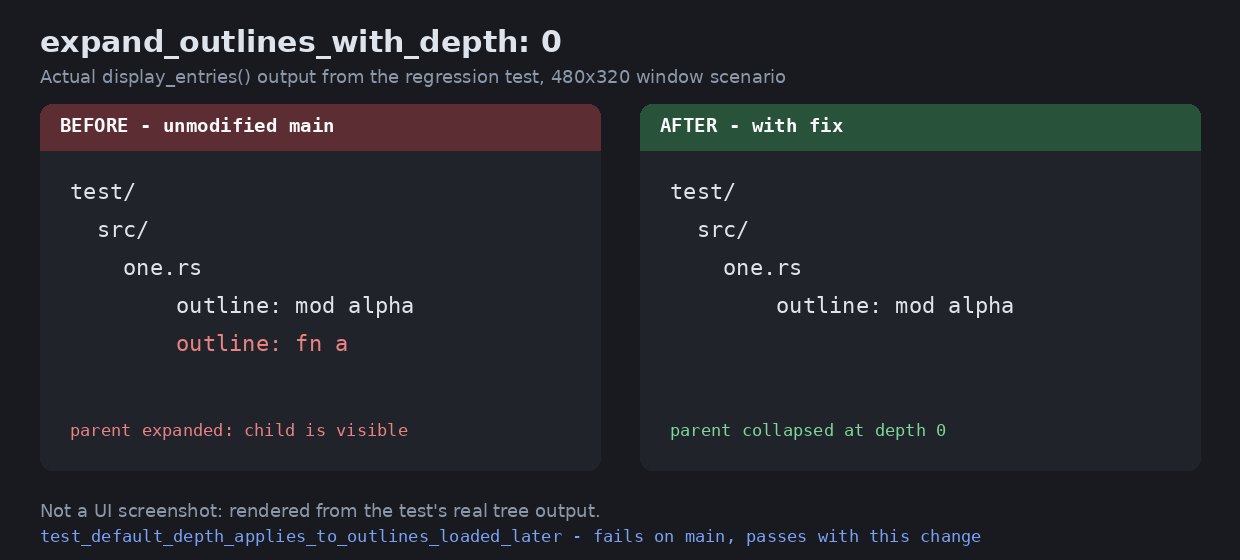 expand_outlines_with_depth: 0
Actual display_entries() output from the regression test, 480x320 window scenario
BEFORE - unmodified main
test/
src/
one.rs
outline: mod alpha
outline: fn a
parent expanded: child is visible
AFTER - with fix
test/
src/
one.rs
outline: mod alpha
parent collapsed at depth 0
Not a UI screenshot: rendered from the test's real tree output.
test_default_depth_applies_to_outlines_loaded_later - fails on main, passes with this change